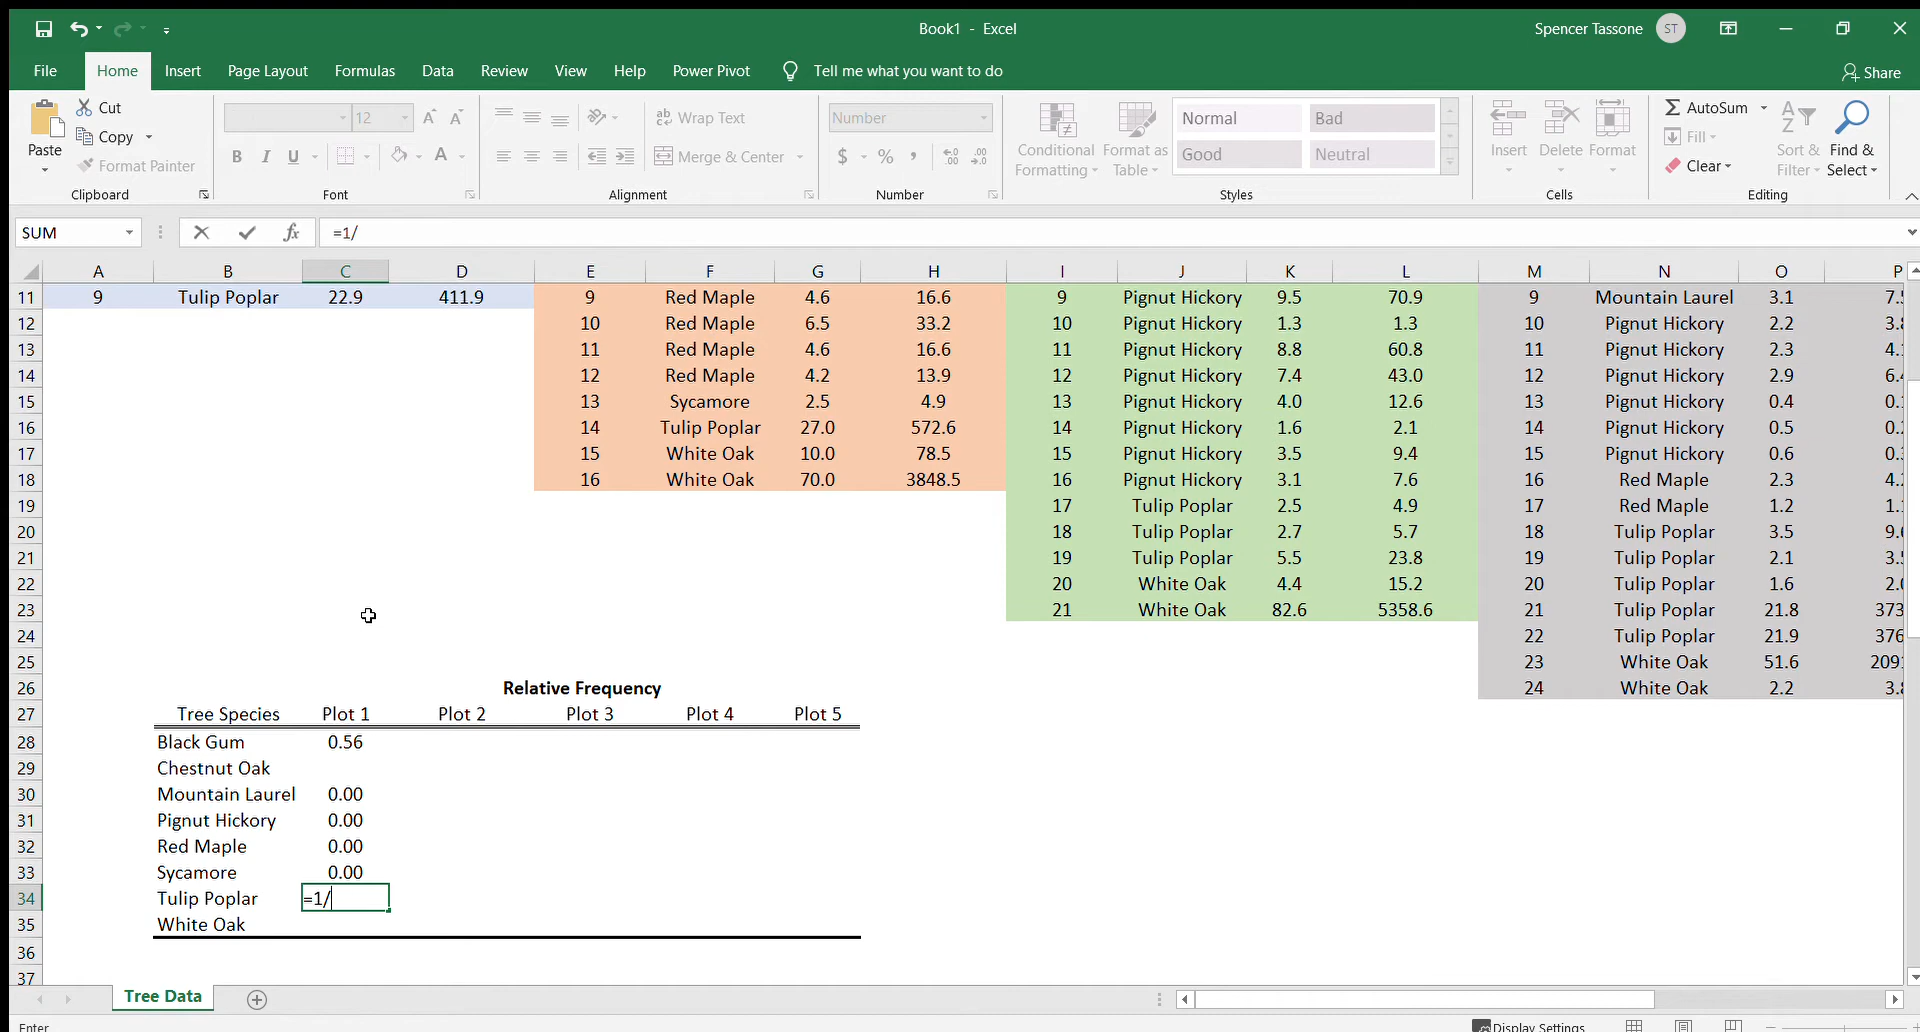 Book1 - Excel
Spencer Tassone ST
File Home Insert Page Layout Formulas Data Review View Help Power Pivot Tell me what you want to do Share
Paste
Cut
Copy
Format Painter
Clipboard
12
B I U A
Font
Wrap Text
Merge & Center
Alignment
Number
$ % ,
Number
Conditional Formatting
Format as Table
Normal Bad
Good Neutral
Styles
Insert Delete Format
Cells
AutoSum
Fill
Clear
Sort & Filter
Find & Select
Editing
SUM fx =1/
A B C D E F G H I J K L M N O P
11 9 Tulip Poplar 22.9 411.9 9 Red Maple 4.6 16.6 9 Pignut Hickory 9.5 70.9 9 Mountain Laurel 3.1
12 10 Red Maple 6.5 33.2 10 Pignut Hickory 1.3 1.3 10 Pignut Hickory 2.2
13 11 Red Maple 4.6 16.6 11 Pignut Hickory 8.8 60.8 11 Pignut Hickory 2.3
14 12 Red Maple 4.2 13.9 12 Pignut Hickory 7.4 43.0 12 Pignut Hickory 2.9
15 13 Sycamore 2.5 4.9 13 Pignut Hickory 4.0 12.6 13 Pignut Hickory 0.4
16 14 Tulip Poplar 27.0 572.6 14 Pignut Hickory 1.6 2.1 14 Pignut Hickory 0.5
17 15 White Oak 10.0 78.5 15 Pignut Hickory 3.5 9.4 15 Pignut Hickory 0.6
18 16 White Oak 70.0 3848.5 16 Pignut Hickory 3.1 7.6 16 Red Maple 2.3
19 17 Tulip Poplar 2.5 4.9 17 Red Maple 1.2
20 18 Tulip Poplar 2.7 5.7 18 Tulip Poplar 3.5
21 19 Tulip Poplar 5.5 23.8 19 Tulip Poplar 2.1
22 20 White Oak 4.4 15.2 20 Tulip Poplar 1.6
23 21 White Oak 82.6 5358.6 21 Tulip Poplar 21.8 373
24 22 Tulip Poplar 21.9 376
25 23 White Oak 51.6 209
26 Relative Frequency 24 White Oak 2.2
27 Tree Species Plot 1 Plot 2 Plot 3 Plot 4 Plot 5
28 Black Gum 0.56
29 Chestnut Oak
30 Mountain Laurel 0.00
31 Pignut Hickory 0.00
32 Red Maple 0.00
33 Sycamore 0.00
34 Tulip Poplar =1/
35 White Oak
36
37
Tree Data
Enter Display Settings